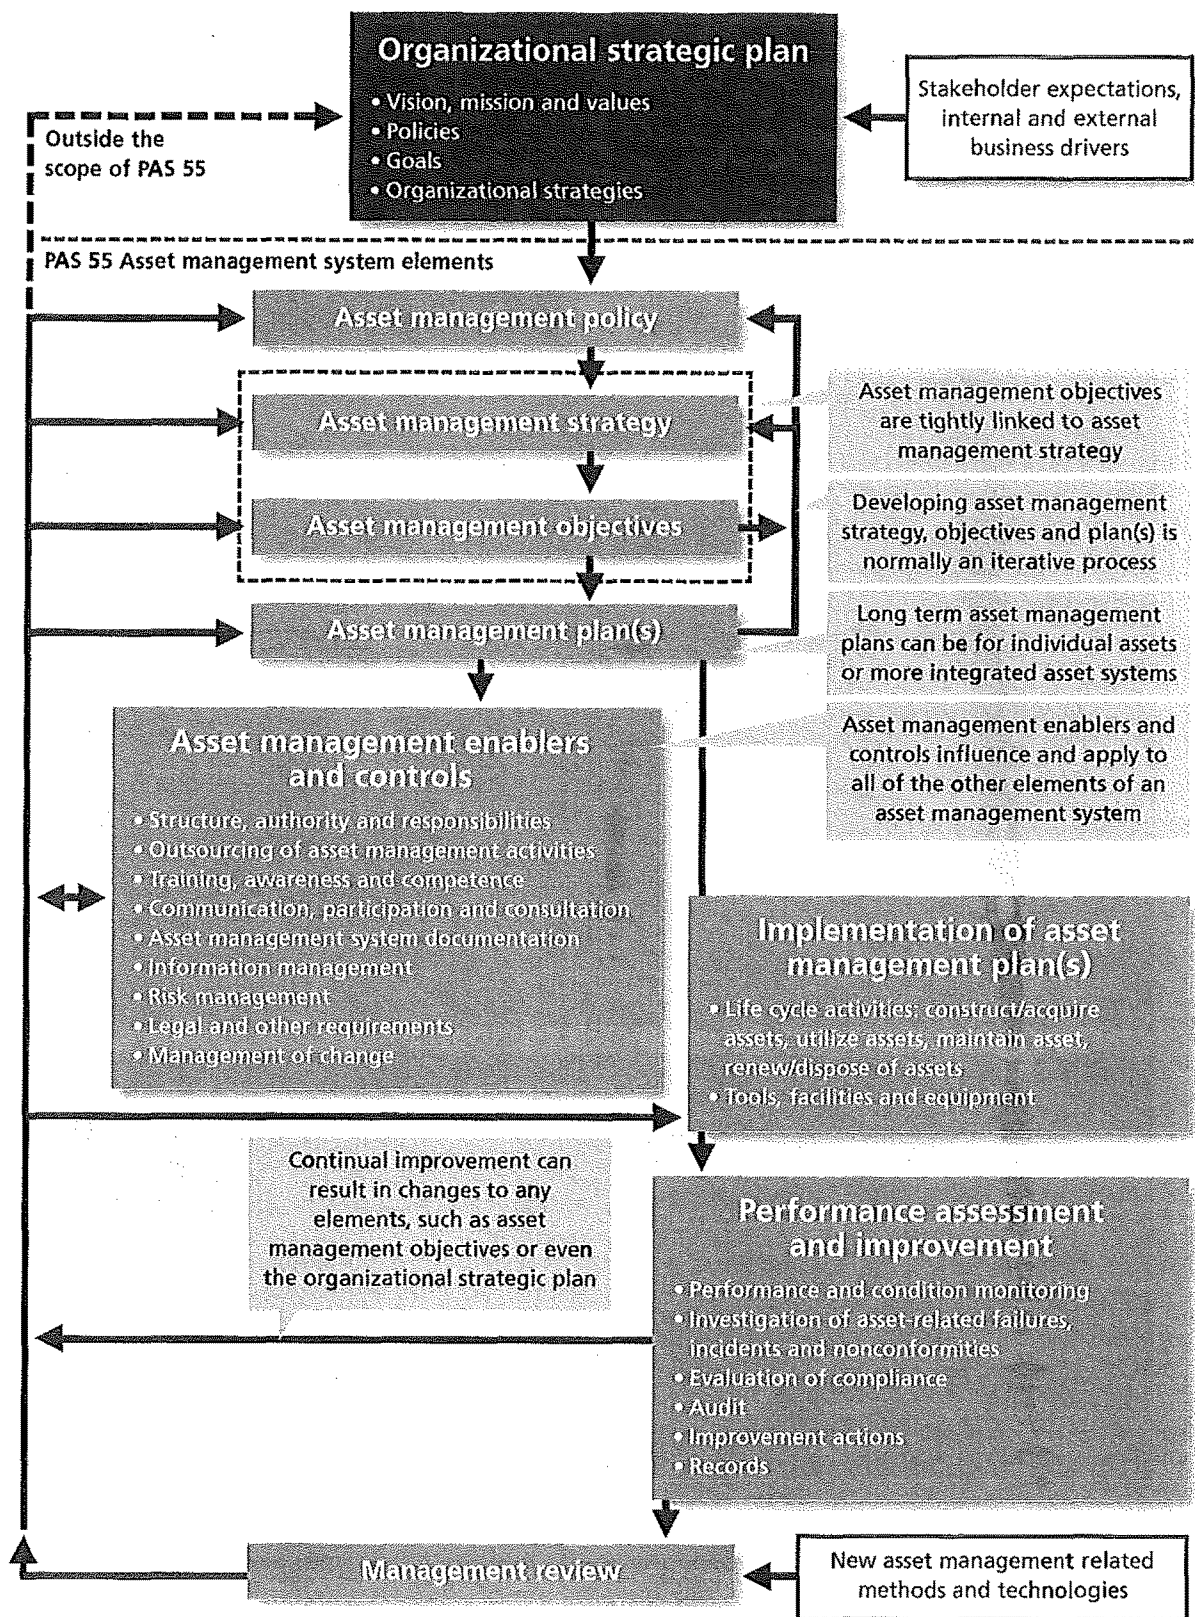 Organizational strategic plan
• Vision, mission and values
• Policies
• Goals
• Organizational strategies
Stakeholder expectations,
internal and external
business drivers
Outside the
scope of PAS 55
PAS 55 Asset management system elements
Asset management policy
Asset management strategy
Asset management objectives
Asset management plan(s)
Asset management objectives
are tightly linked to asset
management strategy
Developing asset management
strategy, objectives and plan(s) is
normally an iterative process
Long term asset management
plans can be for individual assets
or more integrated asset systems
Asset management enablers and
controls influence and apply to
all of the other elements of an
asset management system
Asset management enablers
and controls
• Structure, authority and responsibilities
• Outsourcing of asset management activities
• Training, awareness and competence
• Communication, participation and consultation
• Asset management system documentation
• Information management
• Risk management
• Legal and other requirements
• Management of change
Implementation of asset
management plan(s)
• Life cycle activities: construct/acquire
assets, utilize assets, maintain asset,
renew/dispose of assets
• Tools, facilities and equipment
Continual improvement can
result in changes to any
elements, such as asset
management objectives or even
the organizational strategic plan
Performance assessment
and improvement
• Performance and condition monitoring
• Investigation of asset-related failures,
incidents and nonconformities
• Evaluation of compliance
• Audit
• Improvement actions
• Records
Management review
New asset management related
methods and technologies